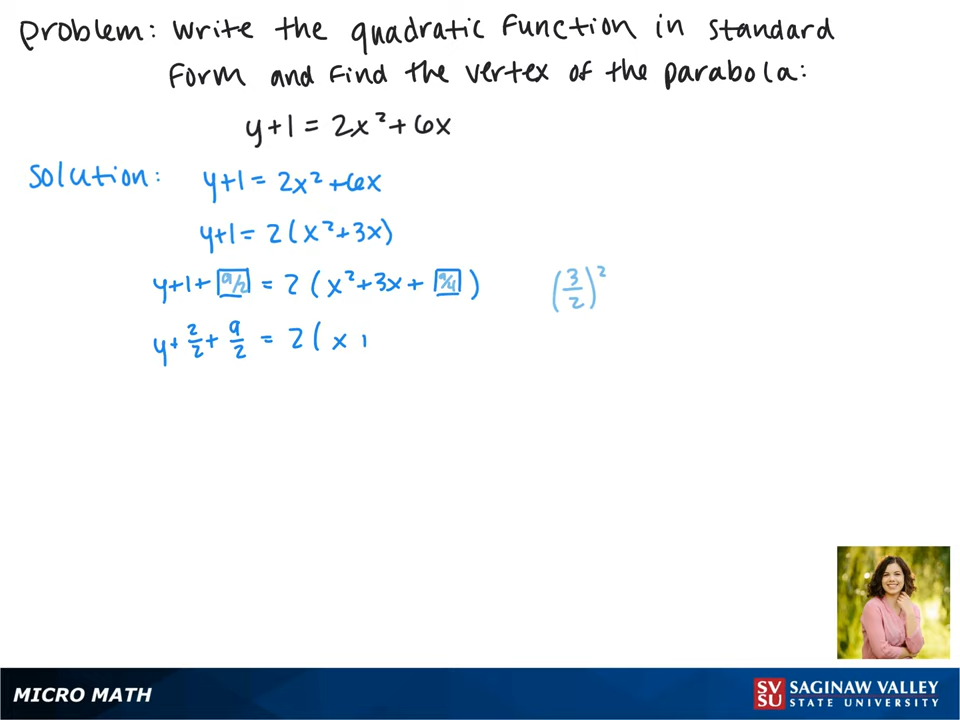 problem: write the quadratic function in standard
form and find the vertex of the parabola:
y+1 = 2x² + 6x
solution: y+1 = 2x² + 6x
y+1 = 2(x² + 3x)
y+1+ 9/2 = 2(x² + 3x + 9/4) (3/2)²
y + 2/2 + 9/2 = 2(x
MICRO MATH
SV SU SAGINAW VALLEY
STATE UNIVERSITY